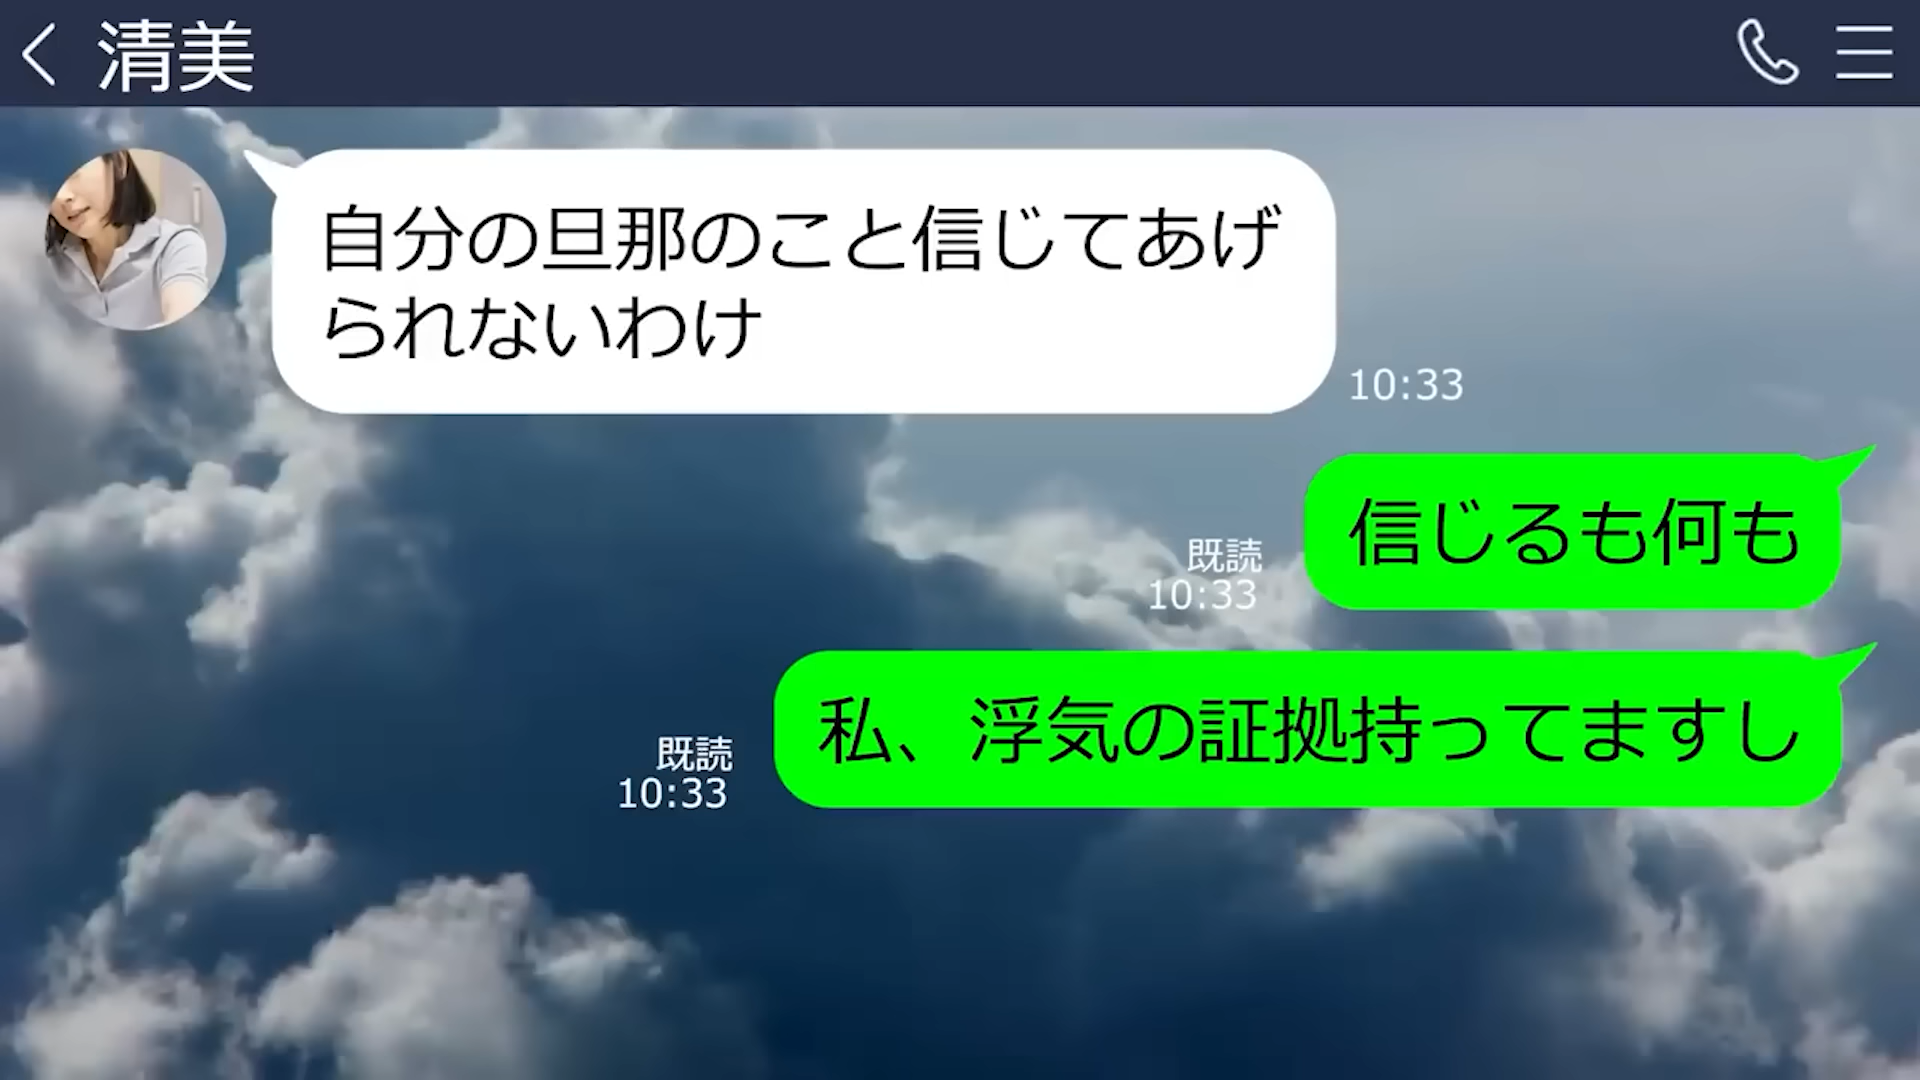 清美
自分の旦那のこと信じてあげ
られないわけ
10:33
信じるも何も
既読
10:33
私、浮気の証拠持ってますし
既読
10:33